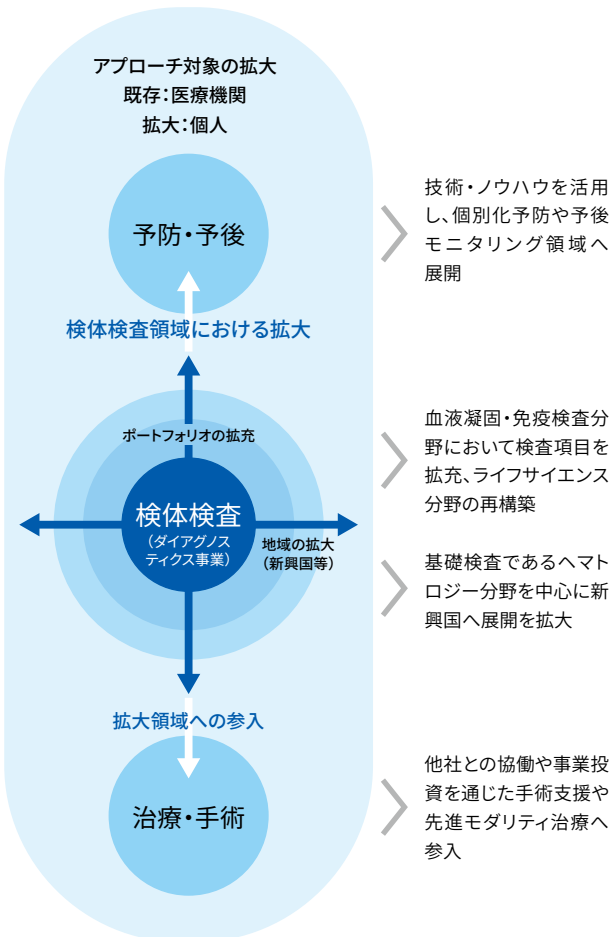 アプローチ対象の拡大
既存：医療機関
拡大：個人
予防・予後
技術・ノウハウを活用
し、個別化予防や予後
モニタリング領域へ
展開
検体検査領域における拡大
ポートフォリオの拡充
血液凝固・免疫検査分
野において検査項目を
拡充、ライフサイエンス
分野の再構築
検体検査
（ダイアグノス
ティクス事業）
地域の拡大
（新興国等）
基礎検査であるヘマト
ロジー分野を中心に新
興国へ展開を拡大
拡大領域への参入
治療・手術
他社との協働や事業投
資を通じた手術支援や
先進モダリティ治療へ
参入